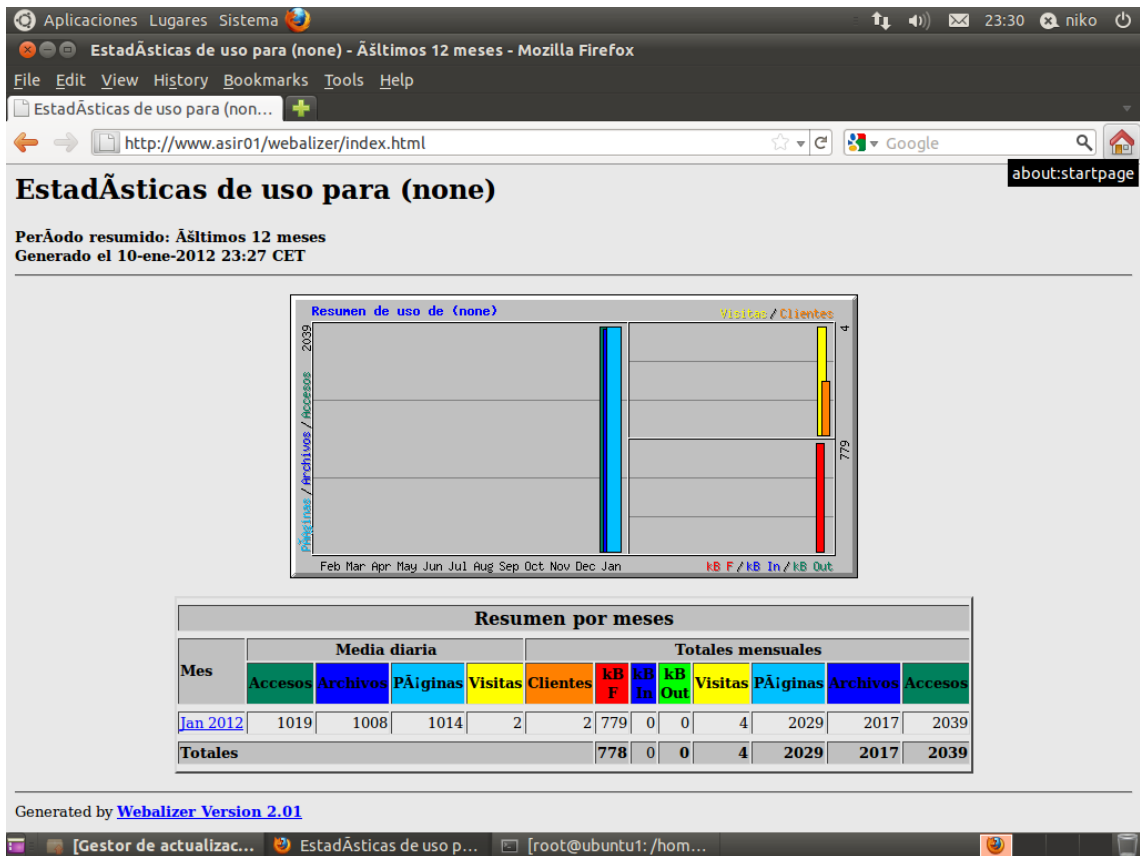 Aplicaciones Lugares Sistema 23:30 niko
EstadÃsticas de uso para (none) - Ãšltimos 12 meses - Mozilla Firefox
File Edit View History Bookmarks Tools Help
EstadÃsticas de uso para (non...
http://www.asir01/webalizer/index.html Google
about:startpage
EstadÃsticas de uso para (none)
PerÃodo resumido: Ãšltimos 12 meses
Generado el 10-ene-2012 23:27 CET
Resumen de uso de (none) Visitas/Clientes
2039 4
PÃ¡ginas/Archivos/Accesos
779
Feb Mar Apr May Jun Jul Aug Sep Oct Nov Dec Jan kB F/kB In/kB Out
Resumen por meses
Mes Media diaria Totales mensuales
Accesos Archivos PÃ¡ginas Visitas Clientes kB F kB In kB Out Visitas PÃ¡ginas Archivos Accesos
Jan 2012 1019 1008 1014 2 2 779 0 0 4 2029 2017 2039
Totales 778 0 0 4 2029 2017 2039
Generated by Webalizer Version 2.01
[Gestor de actualizac... EstadÃsticas de uso p... [root@ubuntu1: /hom...